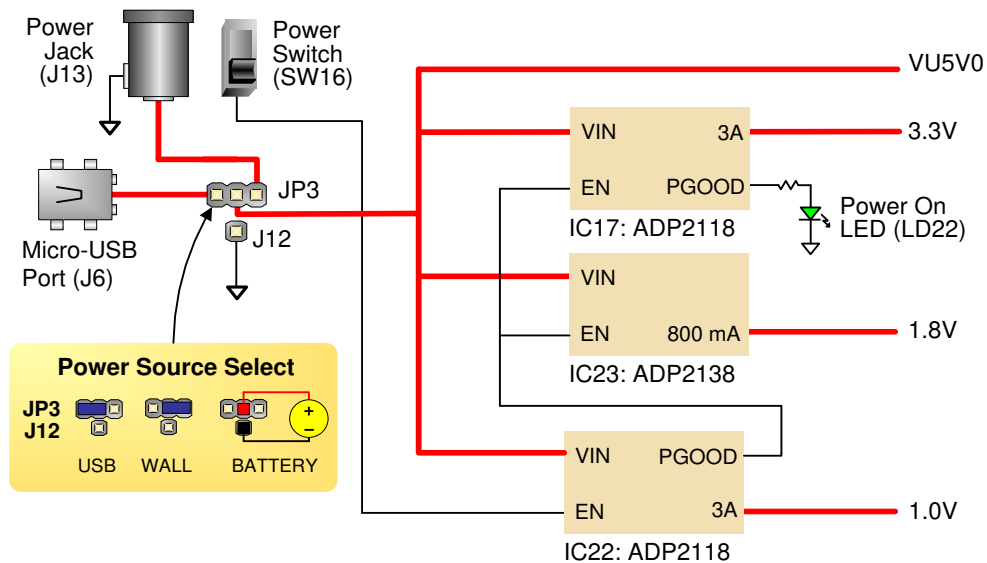 Power
Jack
(J13)
Power
Switch
(SW16)
VU5V0
VIN
3A
3.3V
EN
PGOOD
IC17: ADP2118
Power On
LED (LD22)
JP3
J12
Micro-USB
Port (J6)
VIN
EN
800 mA
1.8V
IC23: ADP2138
Power Source Select
JP3
J12
+
–
USB
WALL
BATTERY
VIN
PGOOD
EN
3A
1.0V
IC22: ADP2118